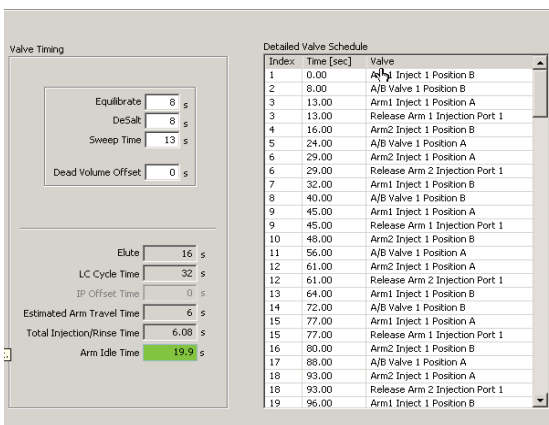 Valve Timing
Equilibrate 8 s
DeSalt 8 s
Sweep Time 13 s
Dead Volume Offset 0 s
Elute 16 s
LC Cycle Time 32 s
IP Offset Time 0 s
Estimated Arm Travel Time 6 s
Total Injection/Rinse Time 6.08 s
Arm Idle Time 19.9 s
Detailed Valve Schedule
Index Time [sec] Valve
1 0.00 Inject 1 Position B
2 8.00 A/B Valve 1 Position B
3 13.00 Arm1 Inject 1 Position A
3 13.00 Release Arm 1 Injection Port 1
4 16.00 Arm2 Inject 1 Position B
5 24.00 A/B Valve 1 Position A
6 29.00 Arm2 Inject 1 Position A
6 29.00 Release Arm 2 Injection Port 1
7 32.00 Arm1 Inject 1 Position B
8 40.00 A/B Valve 1 Position B
9 45.00 Arm1 Inject 1 Position A
9 45.00 Release Arm 1 Injection Port 1
10 48.00 Arm2 Inject 1 Position B
11 56.00 A/B Valve 1 Position A
12 61.00 Arm2 Inject 1 Position A
12 61.00 Release Arm 2 Injection Port 1
13 64.00 Arm1 Inject 1 Position B
14 72.00 A/B Valve 1 Position B
15 77.00 Arm1 Inject 1 Position A
15 77.00 Release Arm 1 Injection Port 1
16 80.00 Arm2 Inject 1 Position B
17 88.00 A/B Valve 1 Position A
18 93.00 Arm2 Inject 1 Position A
18 93.00 Release Arm 2 Injection Port 1
19 96.00 Arm1 Inject 1 Position B